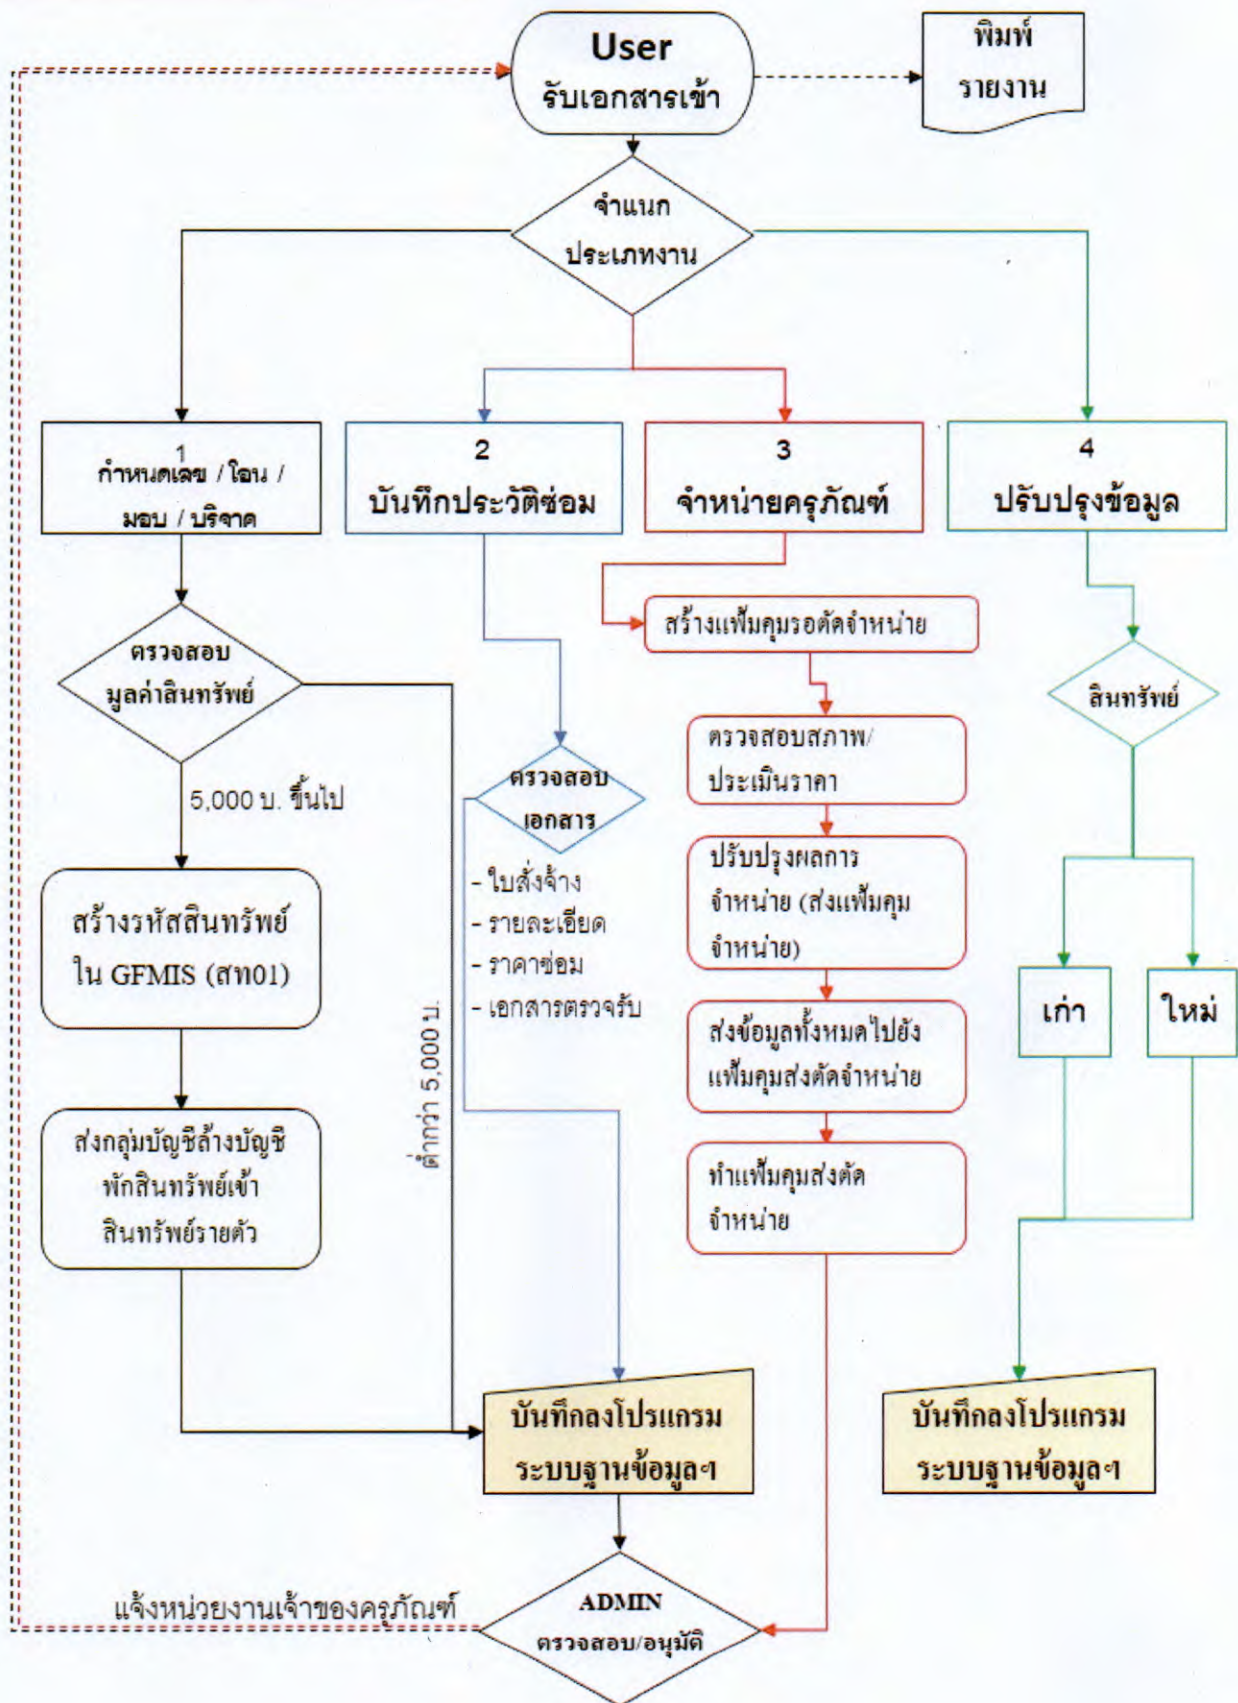 User
รับเอกสารเข้า
พิมพ์
รายงาน
จำแนก
ประเภทงาน
1
กำหนดเลข / โอน /
มอบ / บริจาค
2
บันทึกประวัติซ่อม
3
จำหน่ายครุภัณฑ์
4
ปรับปรุงข้อมูล
ตรวจสอบ
มูลค่าสินทรัพย์
5,000 บ. ขึ้นไป
สร้างรหัสสินทรัพย์
ใน GFMIS (สท01)
ส่งกลุ่มบัญชีล้างบัญชี
พักสินทรัพย์เข้า
สินทรัพย์รายตัว
ต่ำกว่า 5,000 บ.
ตรวจสอบ
เอกสาร
- ใบสั่งจ้าง
- รายละเอียด
- ราคาซ่อม
- เอกสารตรวจรับ
สร้างแฟ้มคุมรอตัดจำหน่าย
ตรวจสอบสภาพ/
ประเมินราคา
ปรับปรุงผลการ
จำหน่าย (ส่งแฟ้มคุม
จำหน่าย)
ส่งข้อมูลทั้งหมดไปยัง
แฟ้มคุมส่งตัดจำหน่าย
ทำแฟ้มคุมส่งตัด
จำหน่าย
สินทรัพย์
เก่า
ใหม่
บันทึกลงโปรแกรม
ระบบฐานข้อมูลฯ
บันทึกลงโปรแกรม
ระบบฐานข้อมูลฯ
ADMIN
ตรวจสอบ/อนุมัติ
แจ้งหน่วยงานเจ้าของครุภัณฑ์